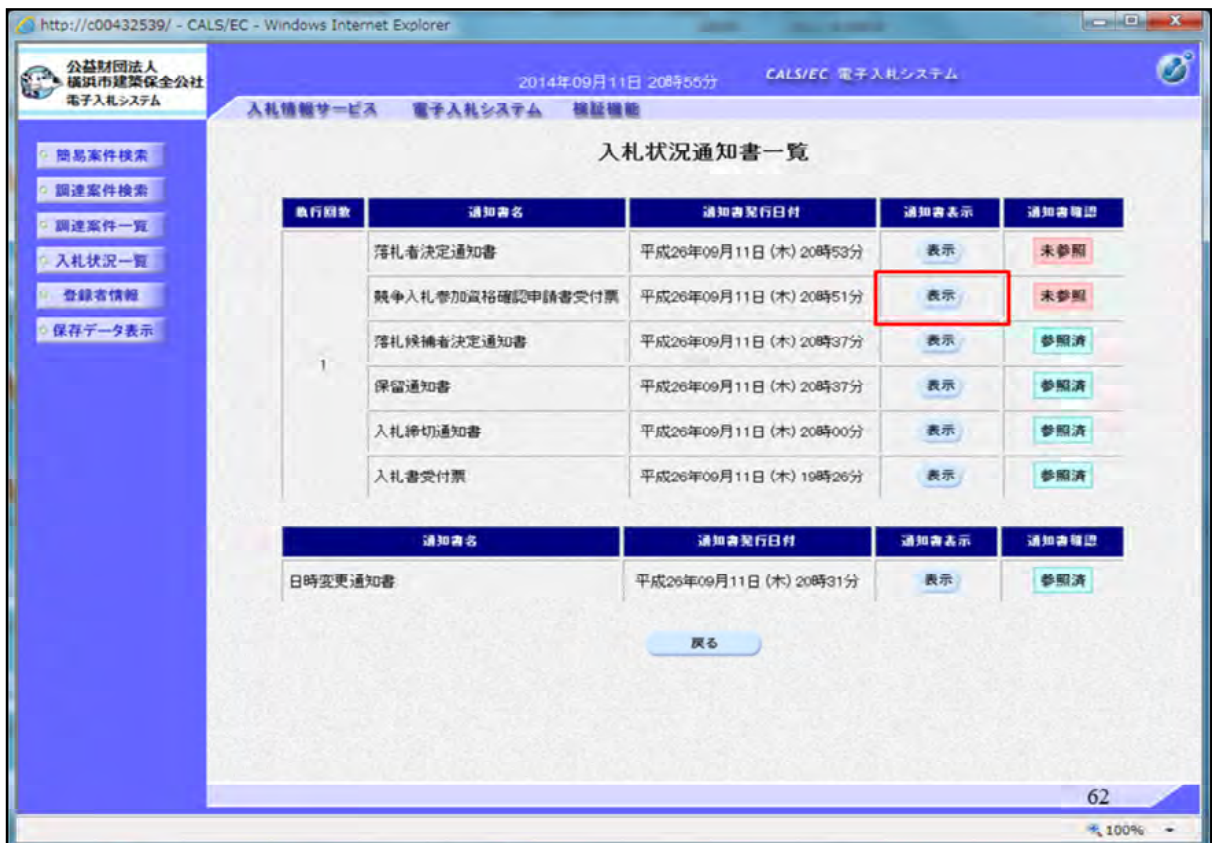 http://c00432539/ - CALS/EC - Windows Internet Explorer
公益財団法人
横浜市建築保全公社
電子入札システム
2014年09月11日 20時55分
CALS/EC 電子入札システム
入札情報サービス 電子入札システム 検証機能
簡易案件検索
調達案件検索
調達案件一覧
入札状況一覧
登録者情報
保存データ表示
入札状況通知書一覧
執行回数 通知書名 通知書発行日付 通知書表示 通知書確認
1
落札者決定通知書 平成26年09月11日 (木) 20時53分 表示 未参照
競争入札参加資格確認申請書受付票 平成26年09月11日 (木) 20時51分 表示 未参照
落札候補者決定通知書 平成26年09月11日 (木) 20時37分 表示 参照済
保留通知書 平成26年09月11日 (木) 20時37分 表示 参照済
入札締切通知書 平成26年09月11日 (木) 20時00分 表示 参照済
入札書受付票 平成26年09月11日 (木) 19時26分 表示 参照済
通知書名 通知書発行日付 通知書表示 通知書確認
日時変更通知書 平成26年09月11日 (木) 20時31分 表示 参照済
戻る
62
100%